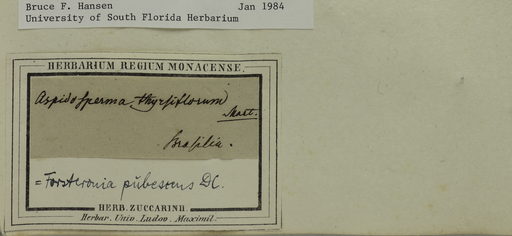 Bruce F. Hansen Jan 1984
University of South Florida Herbarium
HERBARIUM REGIUM MONACENSE.
Aspidosperma thyrsiflorum
Mart.
Brasilia.
= Forsteronia pubescens DC.
HERB. ZUCCARINII.
Herbar. Univ. Ludov. Maximil.